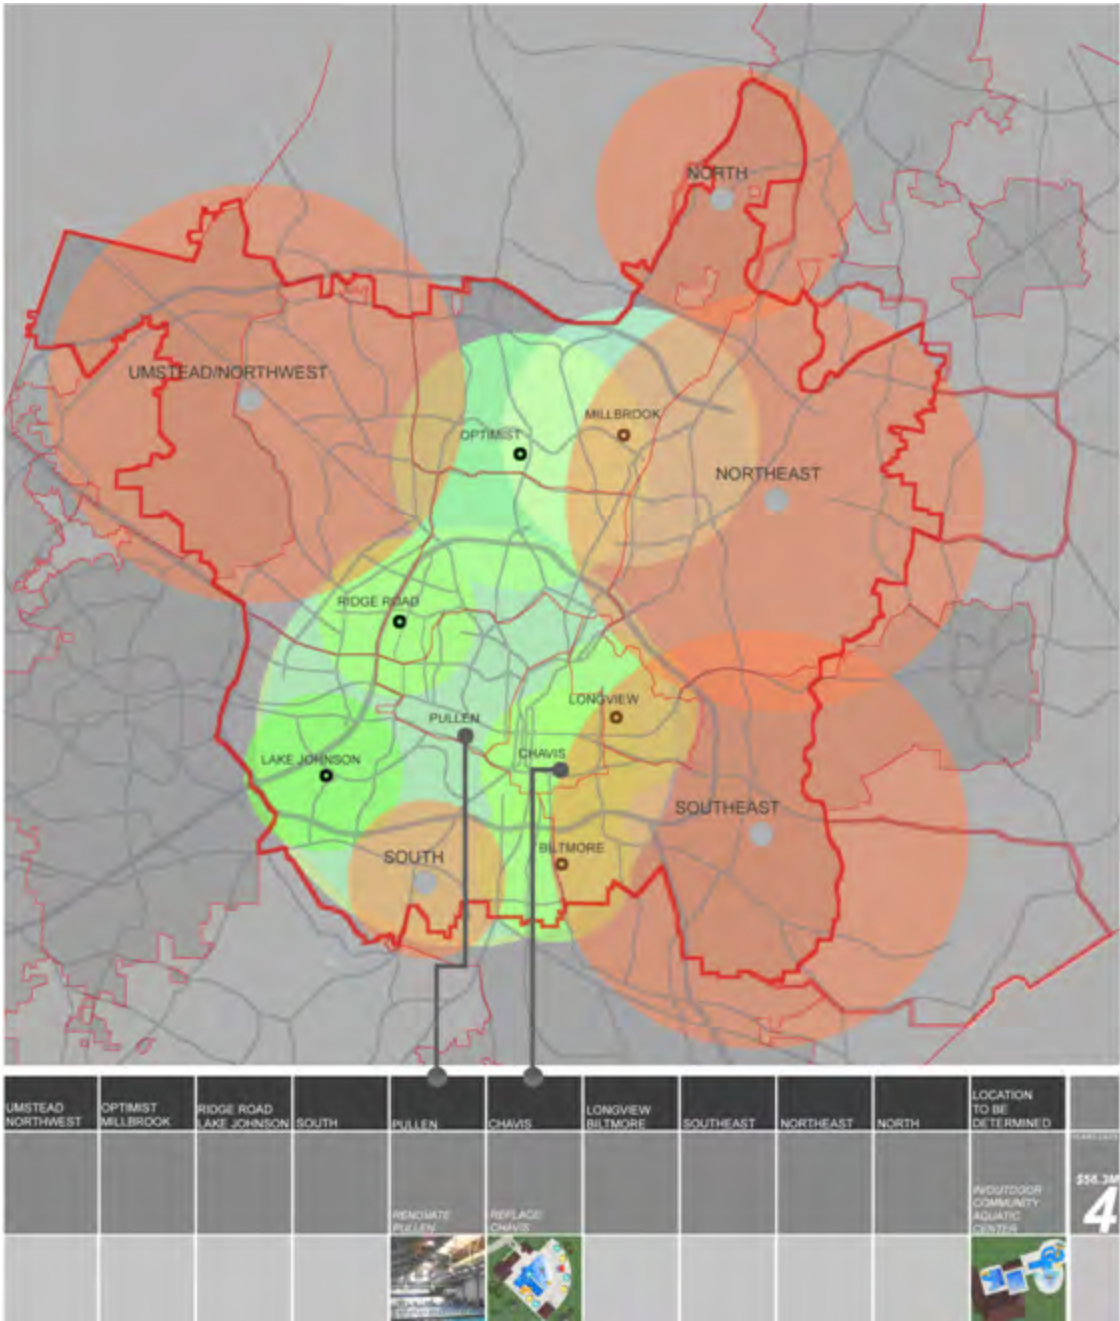 NORTH
UMSTEAD/NORTHWEST
MILLBROOK
OPTIMIST
NORTHEAST
RIDGE ROAD
LONGVIEW
PULLEN
CHAVIS
LAKE JOHNSON
SOUTHEAST
BILTMORE
SOUTH
UMSTEAD
NORTHWEST
OPTIMIST
MILLBROOK
RIDGE ROAD
LAKE JOHNSON
SOUTH
PULLEN
CHAVIS
LONGVIEW
BILTMORE
SOUTHEAST
NORTHEAST
NORTH
LOCATION
TO BE
DETERMINED
RENOVATE
PULLEN
REPLACE
CHAVIS
IN/OUTDOOR
COMMUNITY
AQUATIC
CENTER
$56.3M
4